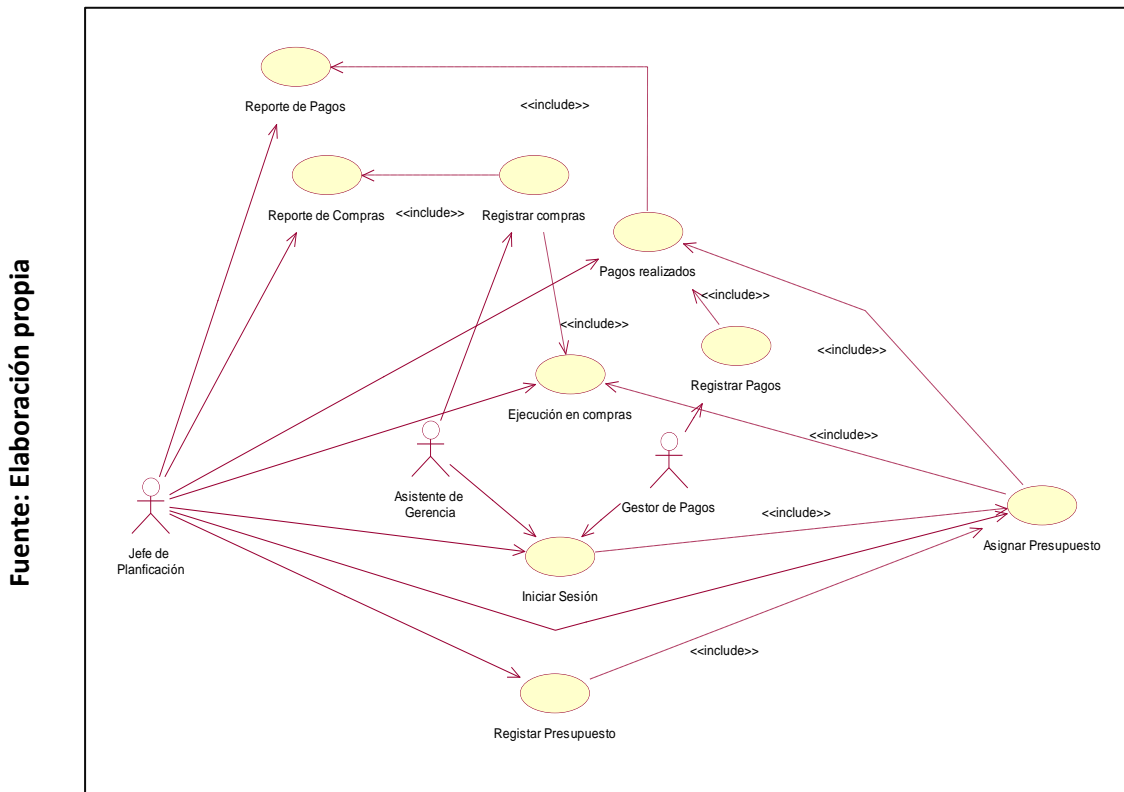 Fuente: Elaboración propia
<<include>>
Reporte de Pagos
<<include>>
Reporte de Compras
Registrar compras
Pagos realizados
<<include>>
<<include>>
<<include>>
Registrar Pagos
Ejecución en compras
<<include>>
Asistente de
Gerencia
Gestor de Pagos
<<include>>
Asignar Presupuesto
Jefe de
Planficación
Iniciar Sesión
<<include>>
Registar Presupuesto